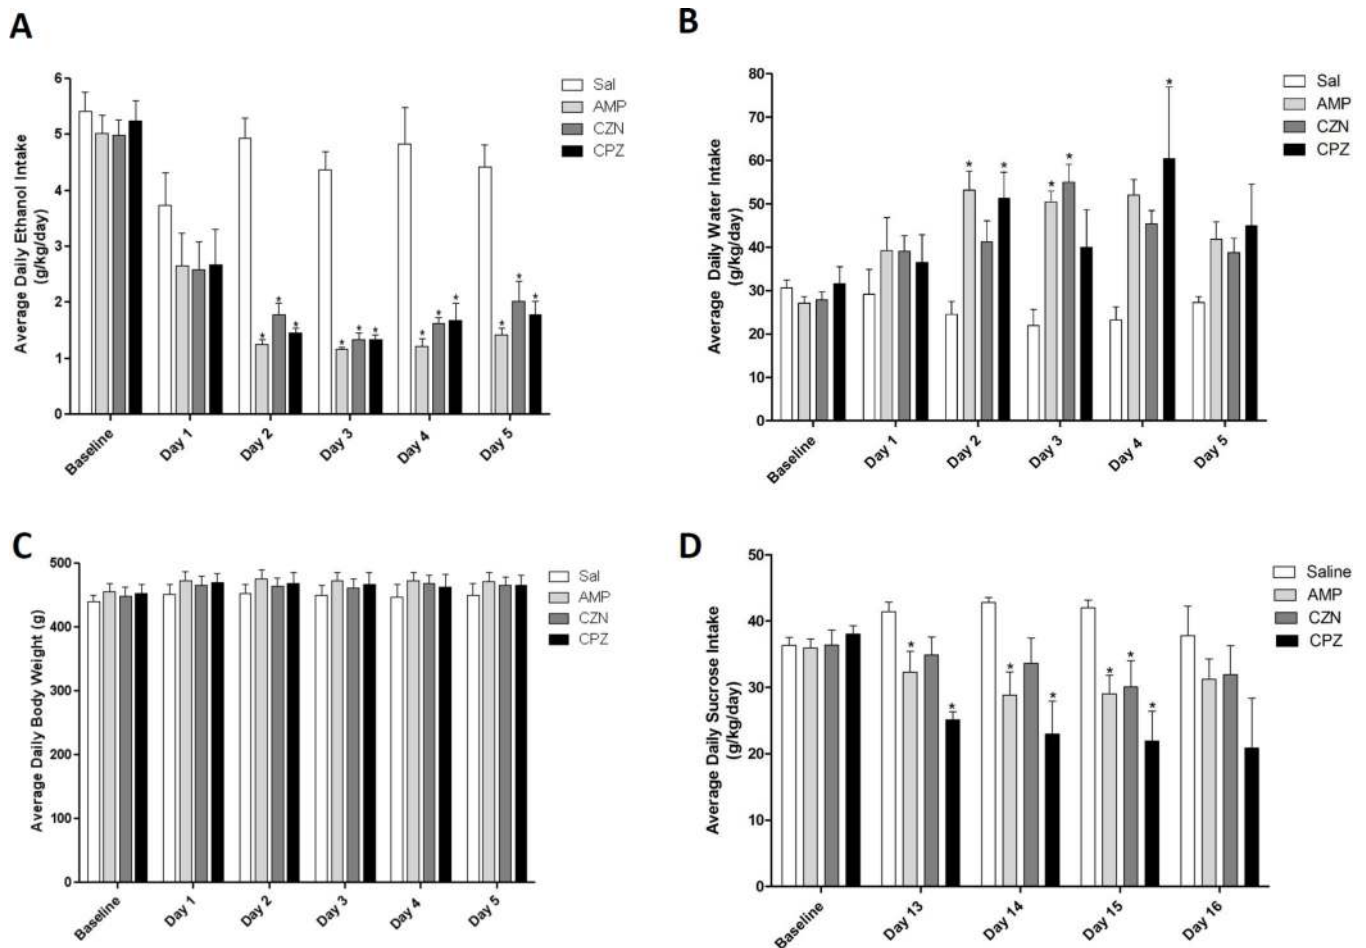 A
Average Daily Ethanol Intake
(g/kg/day)
6
5
4
3
2
1
0
Sal
AMP
CZN
CPZ
* * *
* * *
* * *
* * *
Baseline
Day 1
Day 2
Day 3
Day 4
Day 5
B
Average Daily Water Intake
(g/kg/day)
80
70
60
50
40
30
20
10
0
Sal
AMP
CZN
CPZ
* *
* *
*
Baseline
Day 1
Day 2
Day 3
Day 4
Day 5
C
Average Daily Body Weight (g)
500
400
300
200
100
0
Sal
AMP
CZN
CPZ
Baseline
Day 1
Day 2
Day 3
Day 4
Day 5
D
Average Daily Sucrose Intake
(g/kg/day)
50
40
30
20
10
0
Saline
AMP
CZN
CPZ
* *
* *
* * *
Baseline
Day 13
Day 14
Day 15
Day 16